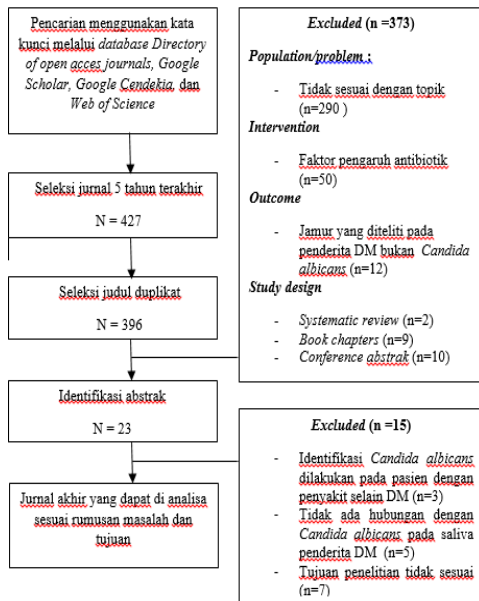 Pencarian menggunakan kata
kunci melalui database Directory
of open acces journals, Google
Scholar, Google Cendekia, dan
Web of Science
Seleksi jurnal 5 tahun terakhir
N = 427
Seleksi judul duplikat
N = 396
Identifikasi abstrak
N = 23
Jurnal akhir yang dapat di analisa
sesuai rumusan masalah dan
tujuan
Excluded (n =373)
Population/problem :
- Tidak sesuai dengan topik
(n=290 )
Intervention
- Faktor pengaruh antibiotik
(n=50)
Outcome
- Jamur yang diteliti pada
penderita DM bukan Candida
albicans (n=12)
Study design
- Systematic review (n=2)
- Book chapters (n=9)
- Conference abstrak (n=10)
Excluded (n =15)
- Identifikasi Candida albicans
dilakukan pada pasien dengan
penyakit selain DM (n=3)
- Tidak ada hubungan dengan
Candida albicans pada saliva
penderita DM (n=5)
- Tujuan penelitian tidak sesuai
(n=7)